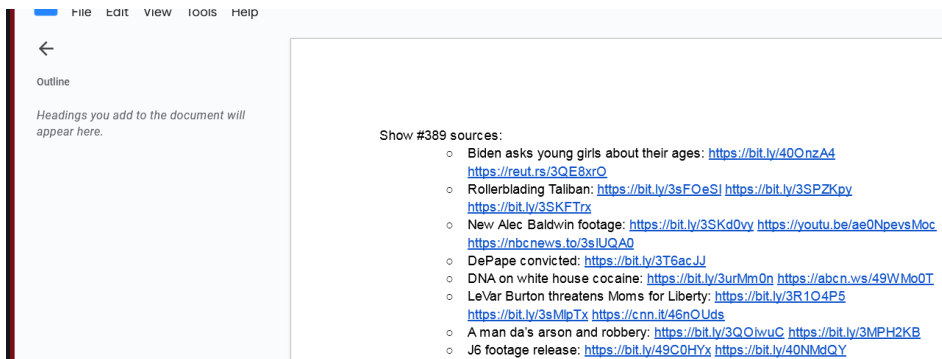 File Edit View Tools Help
Outline
Headings you add to the document will
appear here.
Show #389 sources:
○ Biden asks young girls about their ages: https://bit.ly/40OnzA4
https://reut.rs/3QE8xrO
○ Rollerblading Taliban: https://bit.ly/3sFOeSl https://bit.ly/3SPZKpy
https://bit.ly/3SKFTrx
○ New Alec Baldwin footage: https://bit.ly/3SKd0vy https://youtu.be/ae0NpevsMoc
https://nbcnews.to/3sIUQA0
○ DePape convicted: https://bit.ly/3T6acJJ
○ DNA on white house cocaine: https://bit.ly/3urMm0n https://abcn.ws/49WMo0T
○ LeVar Burton threatens Moms for Liberty: https://bit.ly/3R1O4P5
https://bit.ly/3sMlpTx https://cnn.it/46nOUds
○ A man da's arson and robbery: https://bit.ly/3QOiwuC https://bit.ly/3MPH2KB
○ J6 footage release: https://bit.ly/49C0HYx https://bit.ly/40NMdQY